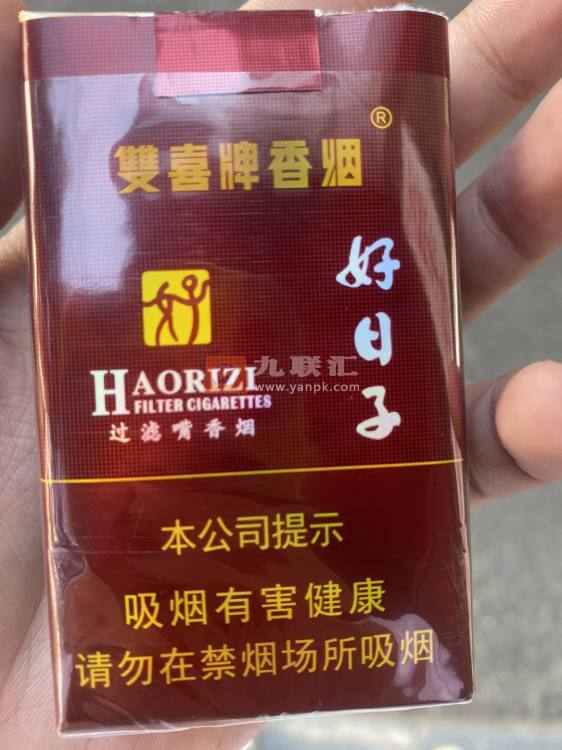 雙喜牌香烟®
好日子
好
HAORIZI
FILTER CIGARETTES
过滤嘴香烟
九联汇
www.yanpk.com
本公司提示
吸烟有害健康
请勿在禁烟场所吸烟